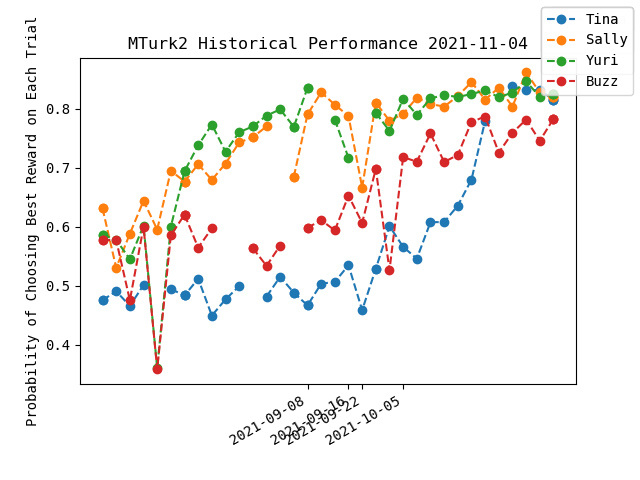 MTurk2 Historical Performance 2021-11-04
Tina
Sally
Yuri
Buzz
Probability of Choosing Best Reward on Each Trial
0.8
0.7
0.6
0.5
0.4
2021-09-08
2021-09-16
2021-09-22
2021-10-05